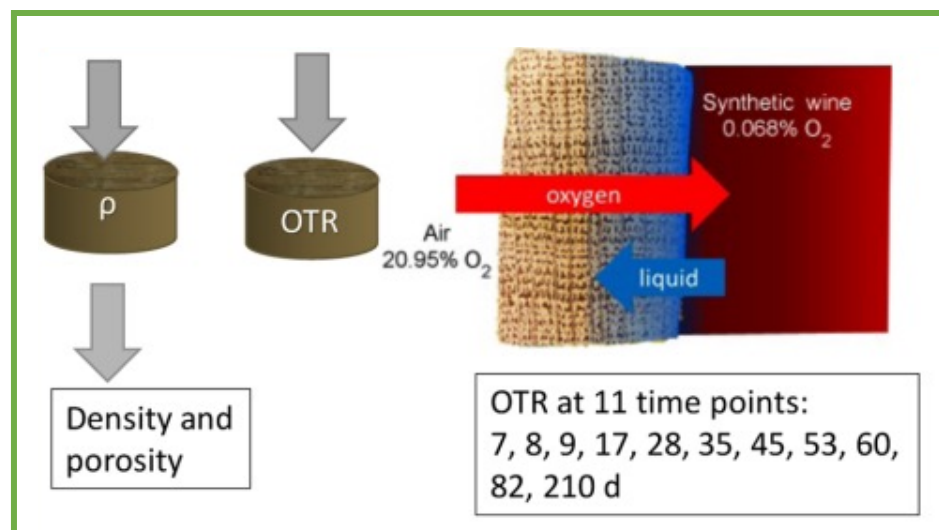 ρ
OTR
Density and
porosity
Air
20.95% O₂
oxygen
liquid
Synthetic wine
0.068% O₂
OTR at 11 time points:
7, 8, 9, 17, 28, 35, 45, 53, 60,
82, 210 d